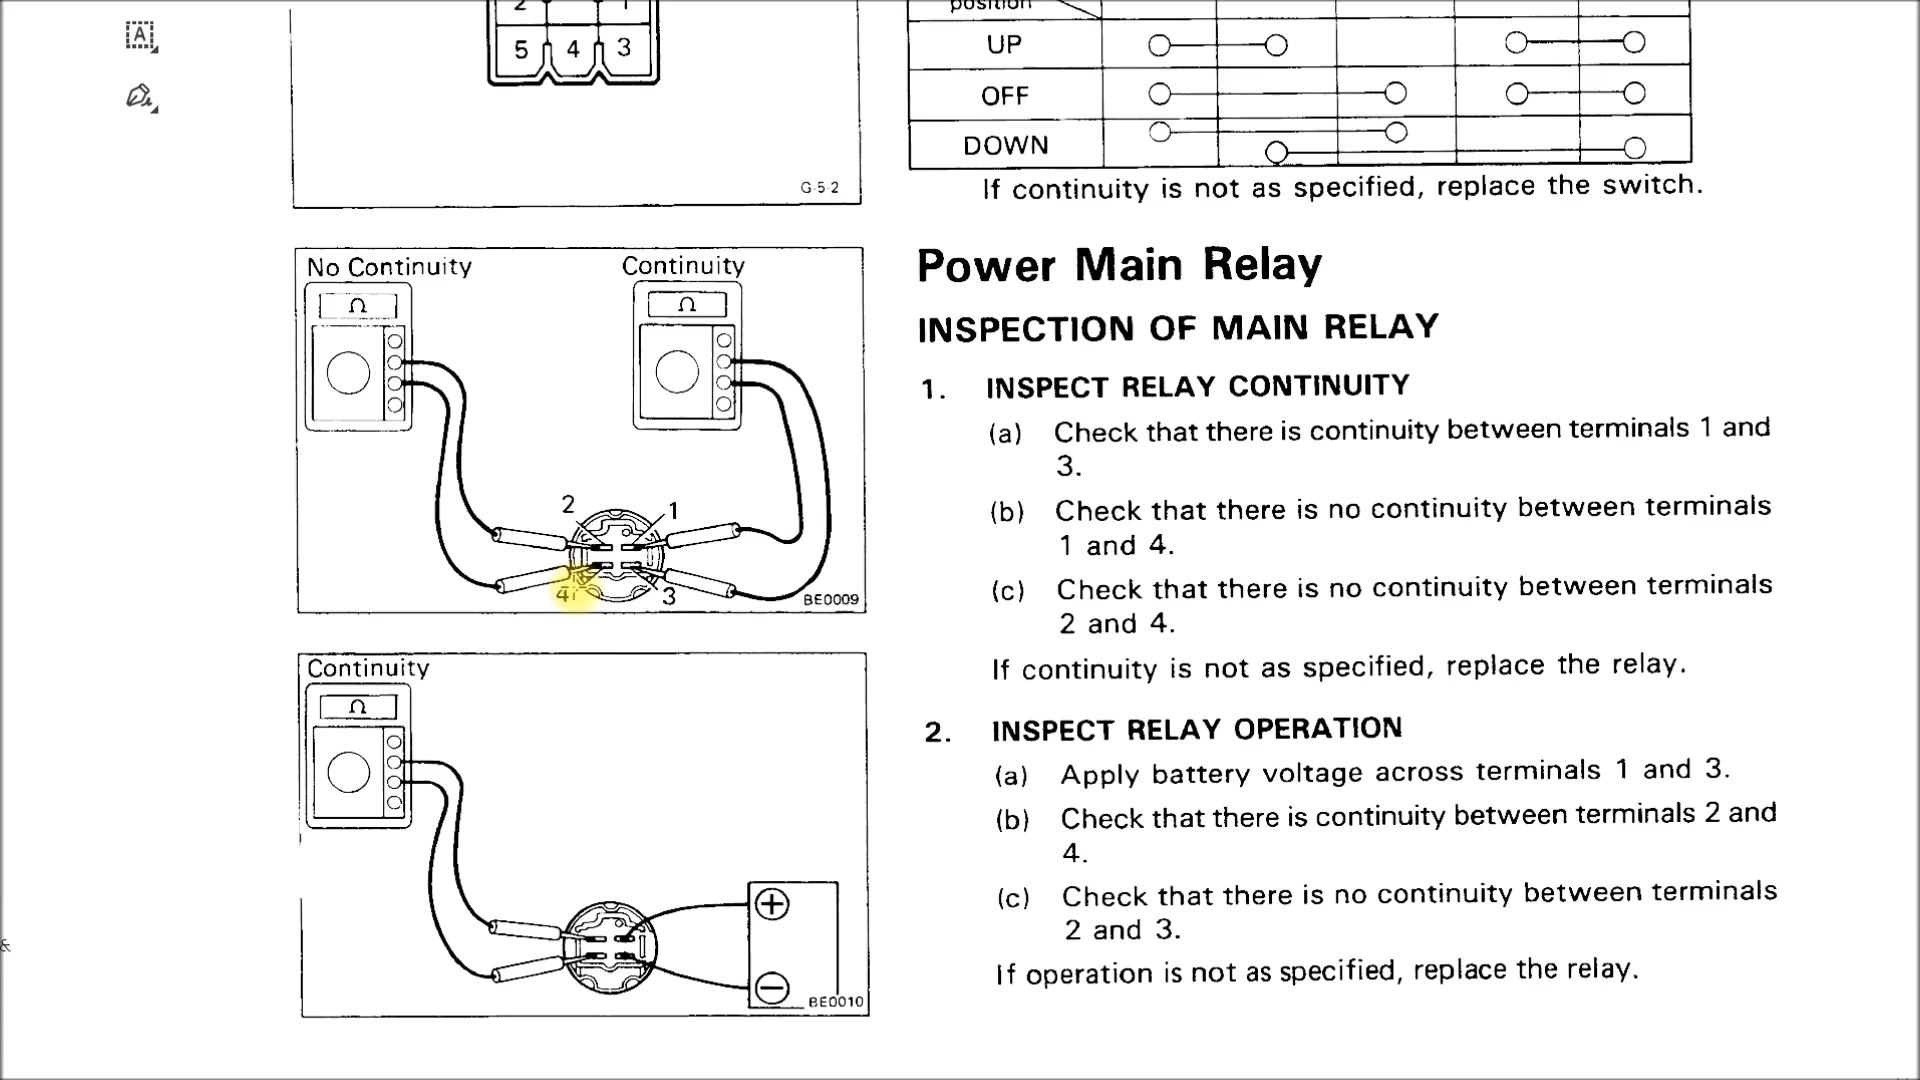 position
2 1
5 4 3
UP
OFF
DOWN
G-5-2
If continuity is not as specified, replace the switch.
No Continuity
Continuity
Ω
Ω
2
1
4
3
BE0009
Power Main Relay
INSPECTION OF MAIN RELAY
1. INSPECT RELAY CONTINUITY
(a) Check that there is continuity between terminals 1 and
3.
(b) Check that there is no continuity between terminals
1 and 4.
(c) Check that there is no continuity between terminals
2 and 4.
If continuity is not as specified, replace the relay.
Continuity
Ω
+
−
BE0010
2. INSPECT RELAY OPERATION
(a) Apply battery voltage across terminals 1 and 3.
(b) Check that there is continuity between terminals 2 and
4.
(c) Check that there is no continuity between terminals
2 and 3.
If operation is not as specified, replace the relay.
A
&